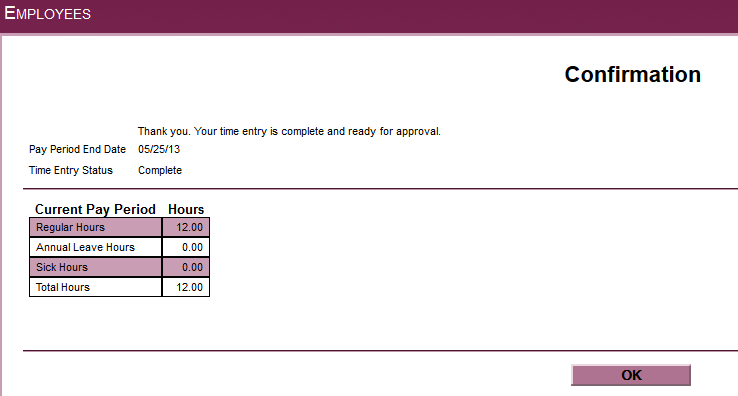 EMPLOYEES
Confirmation
Thank you. Your time entry is complete and ready for approval.
Pay Period End Date 05/25/13
Time Entry Status Complete
Current Pay Period Hours
Regular Hours 12.00
Annual Leave Hours 0.00
Sick Hours 0.00
Total Hours 12.00
OK